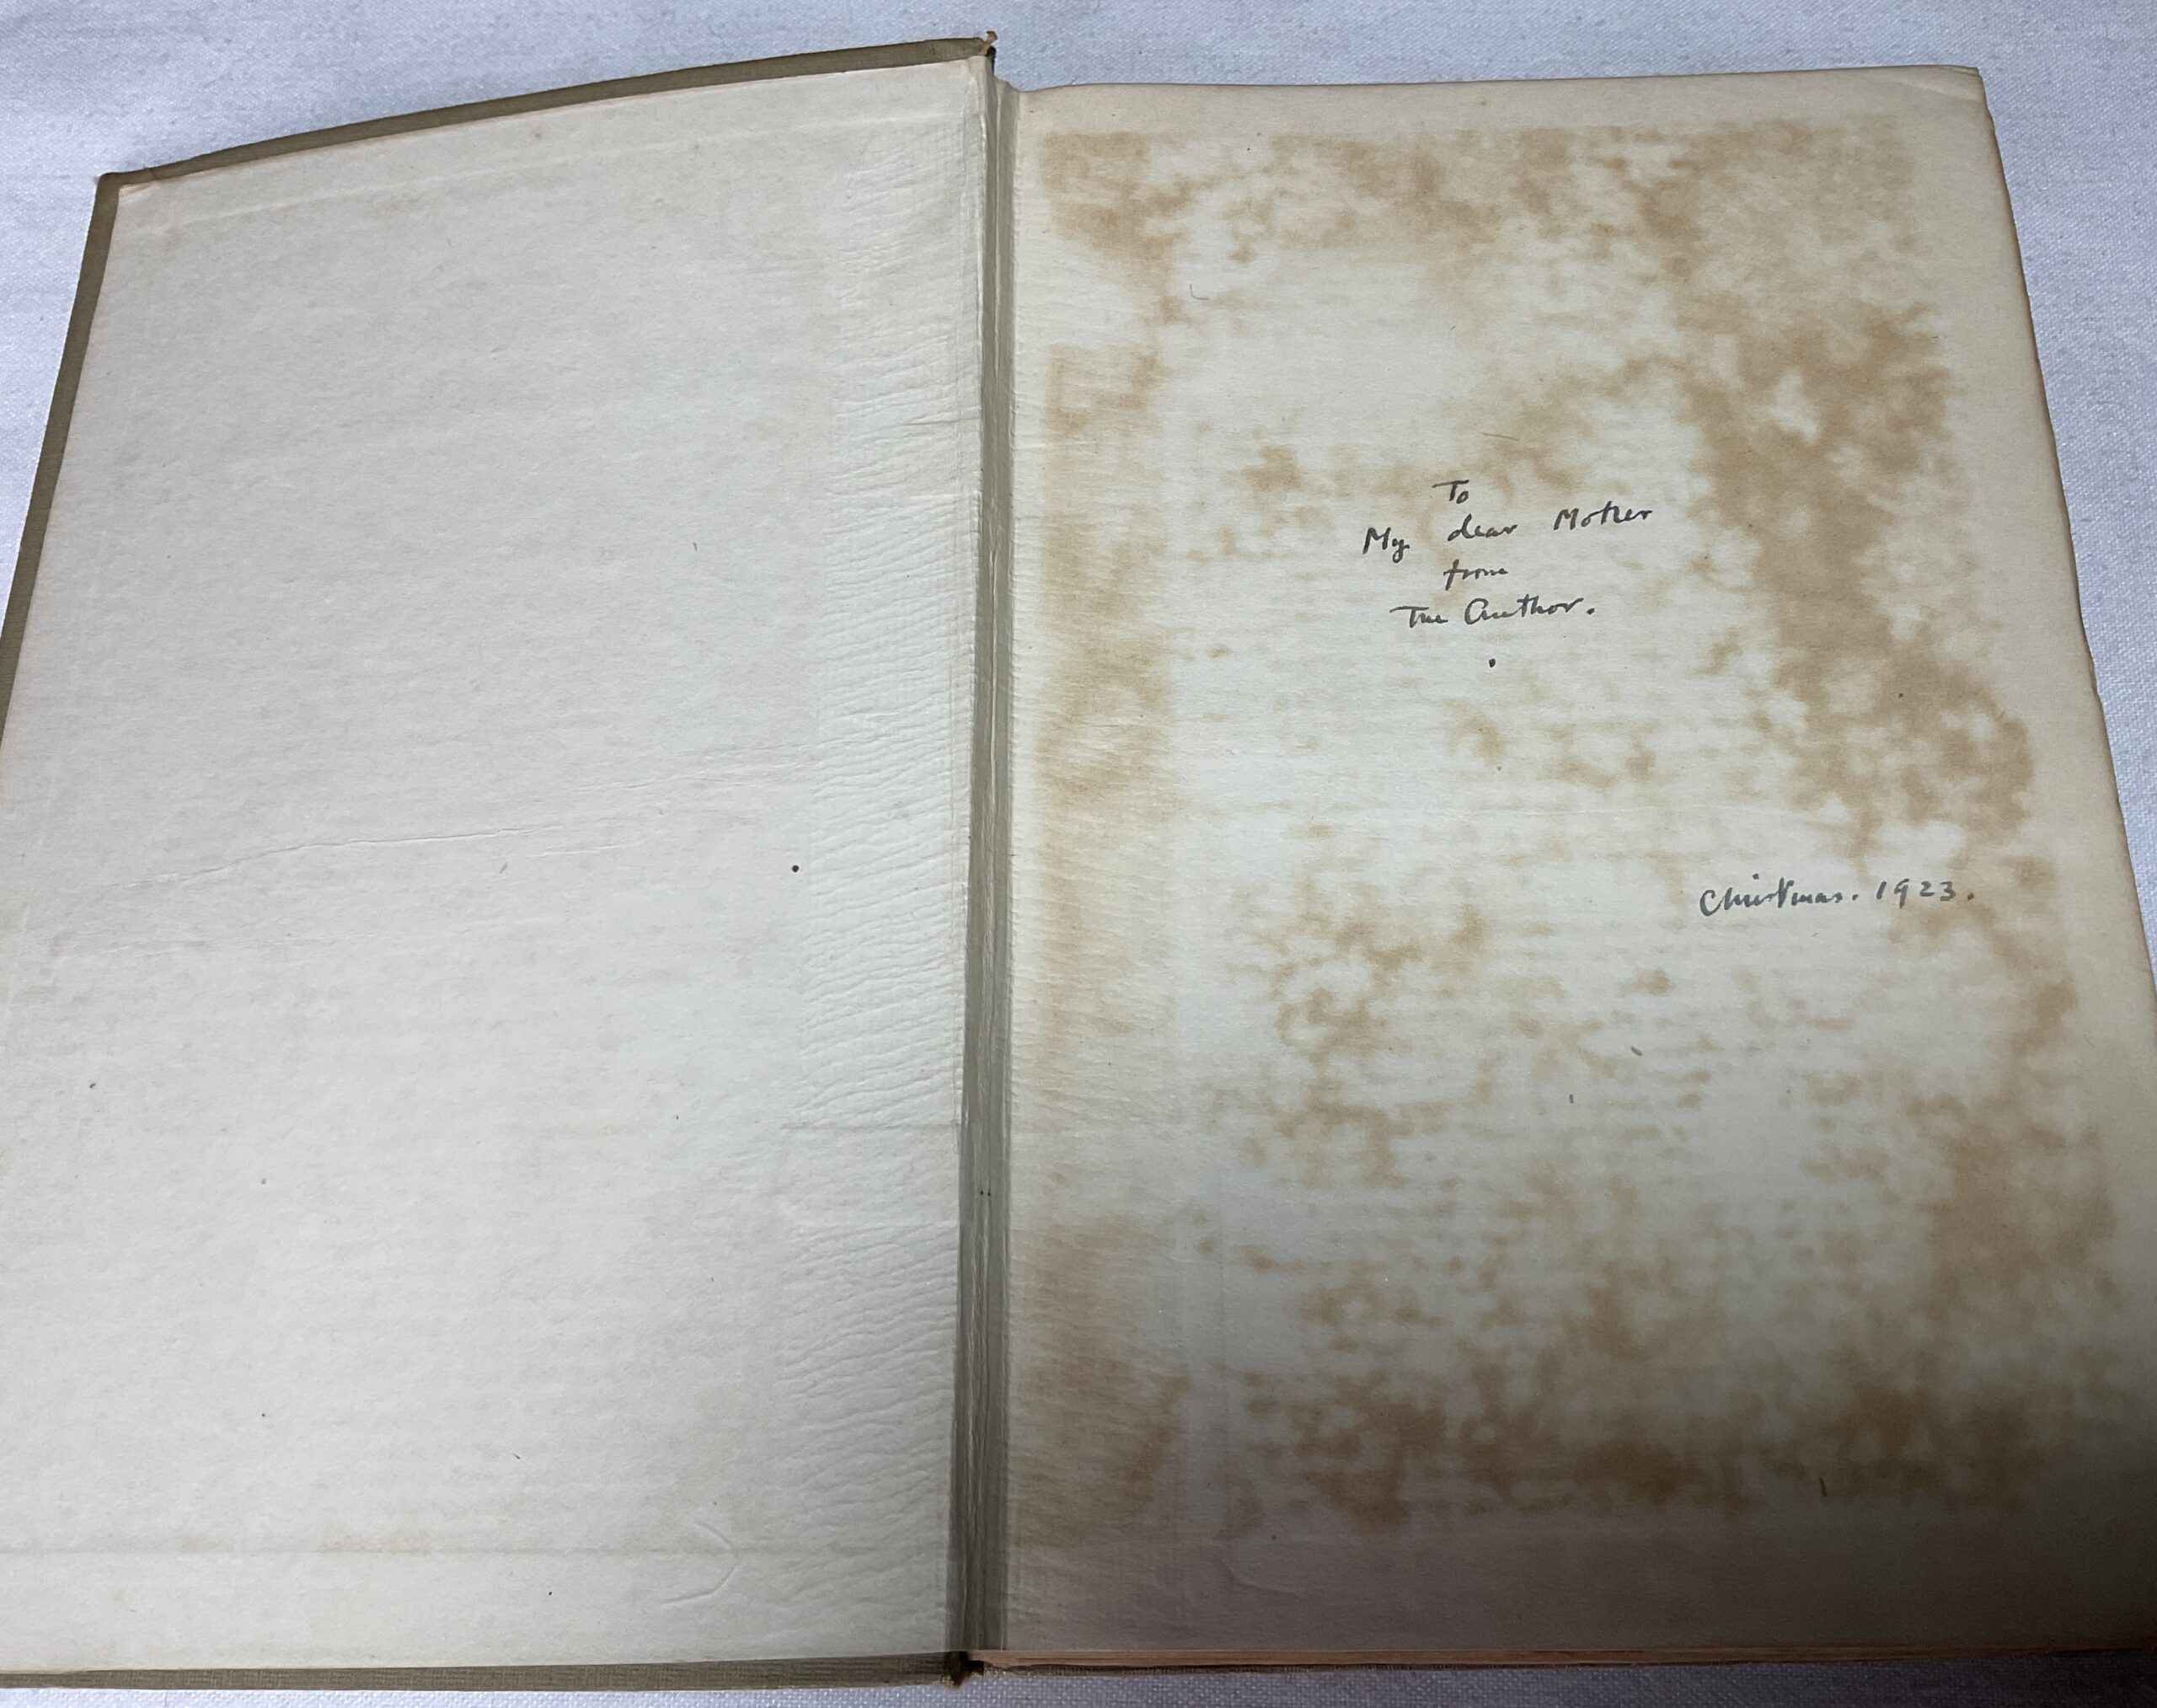 To
My dear Mother
from
The Author.
Christmas. 1923.